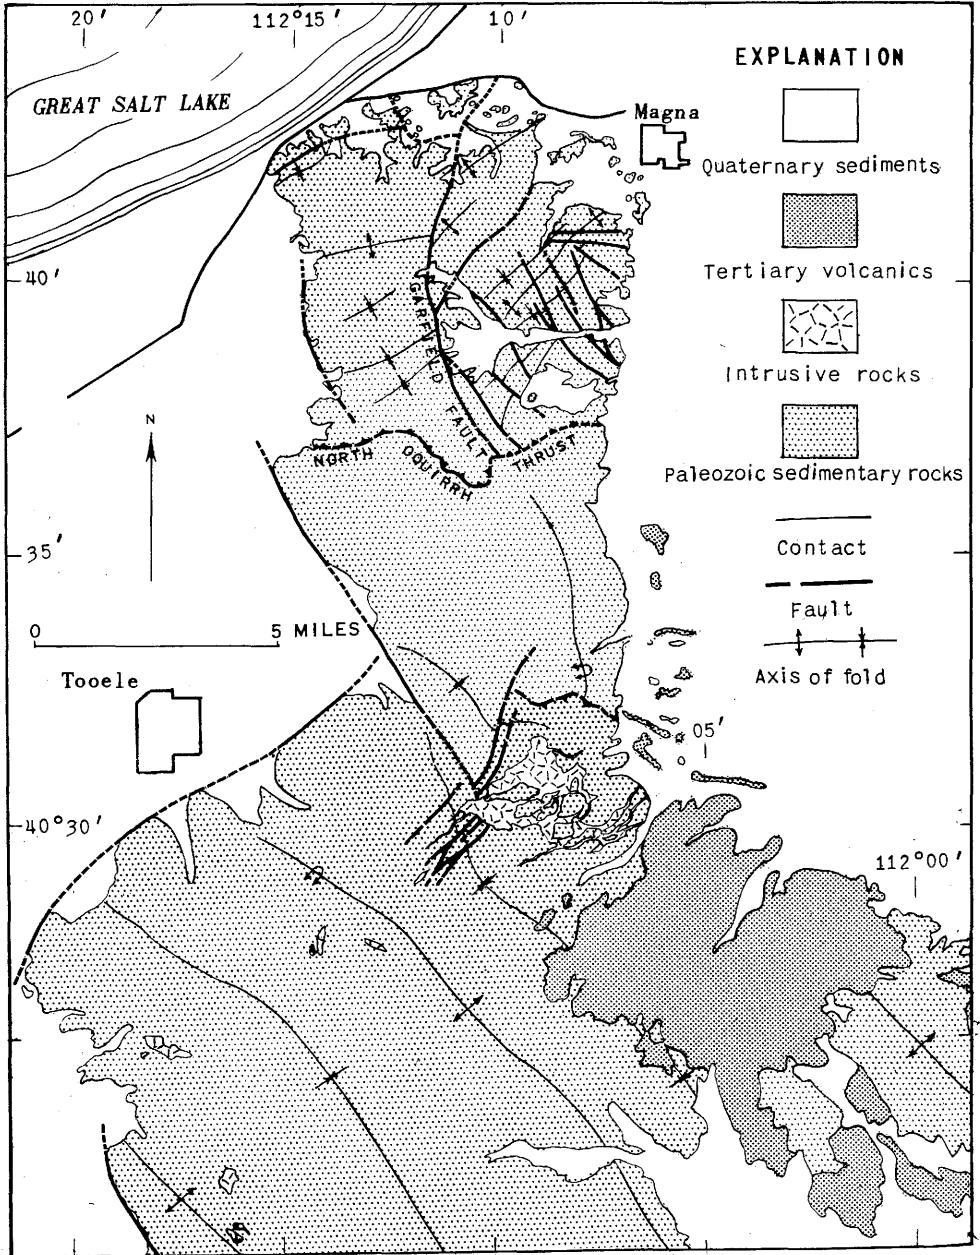 20′
112°15′
10′
EXPLANATION
GREAT SALT LAKE
Magna
Quaternary sediments
Tertiary volcanics
40′
Intrusive rocks
GARFIELD FAULT
N
NORTH OQUIRRH THRUST
Paleozoic sedimentary rocks
Contact
35′
Fault
0
5 MILES
Axis of fold
Tooele
05′
40°30′
112°00′